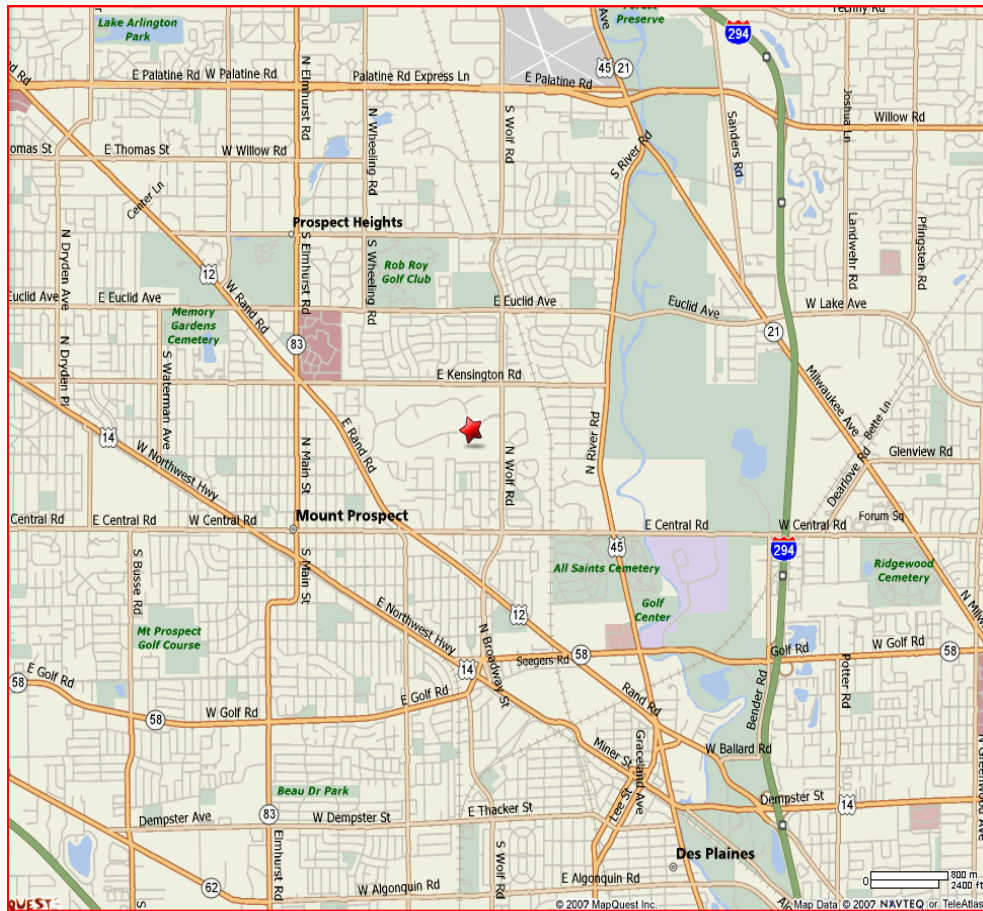 Lake Arlington
Park
Forest
Preserve
Techny Rd
294
Ave
45
21
E Palatine Rd
W Palatine Rd
Palatine Rd Express Ln
E Palatine Rd
N Elmhurst Rd
N Wheeling Rd
S Wolf Rd
Sanders Rd
Joshua Ln
Willow Rd
E Thomas St
W Willow Rd
S River Rd
Center Ln
Prospect Heights
N Dryden Ave
S Elmhurst Rd
S Wheeling Rd
Rob Roy
Golf Club
Landwehr Rd
Pfingsten Rd
12
W Rand Rd
Euclid Ave
E Euclid Ave
E Euclid Ave
Euclid Ave
W Lake Ave
Memory
Gardens
Cemetery
21
83
N Dryden Pl
S Waterman Ave
E Kensington Rd
Milwaukee Ave
Bette Ln
14
W Northwest Hwy
E Rand Rd
N Main St
N Wolf Rd
N River Rd
Dearlove Rd
Glenview Rd
Mount Prospect
Central Rd
E Central Rd
W Central Rd
E Central Rd
W Central Rd
Forum Sq
45
294
S Busse Rd
S Main St
All Saints Cemetery
Ridgewood
Cemetery
E Northwest Hwy
12
Golf
Center
Mt Prospect
Golf Course
N Broadway St
Seegers Rd
58
Golf Rd
W Golf Rd
58
14
E Golf Rd
58
58
W Golf Rd
E Golf Rd
Rand Rd
Bender Rd
Potter Rd
Graceland Ave
Miner St
W Ballard Rd
N Greenwood Ave
Beau Dr Park
Lee St
Dempster St
14
83
E Thacker St
Dempster Ave
W Dempster St
Des Plaines
S Wolf Rd
Elmhurst Rd
62
W Algonquin Rd
E Algonquin Rd
0
800 m
2400 ft
QUEST
© 2007 MapQuest Inc.
Map Data © 2007 NAVTEQ or TeleAtlas